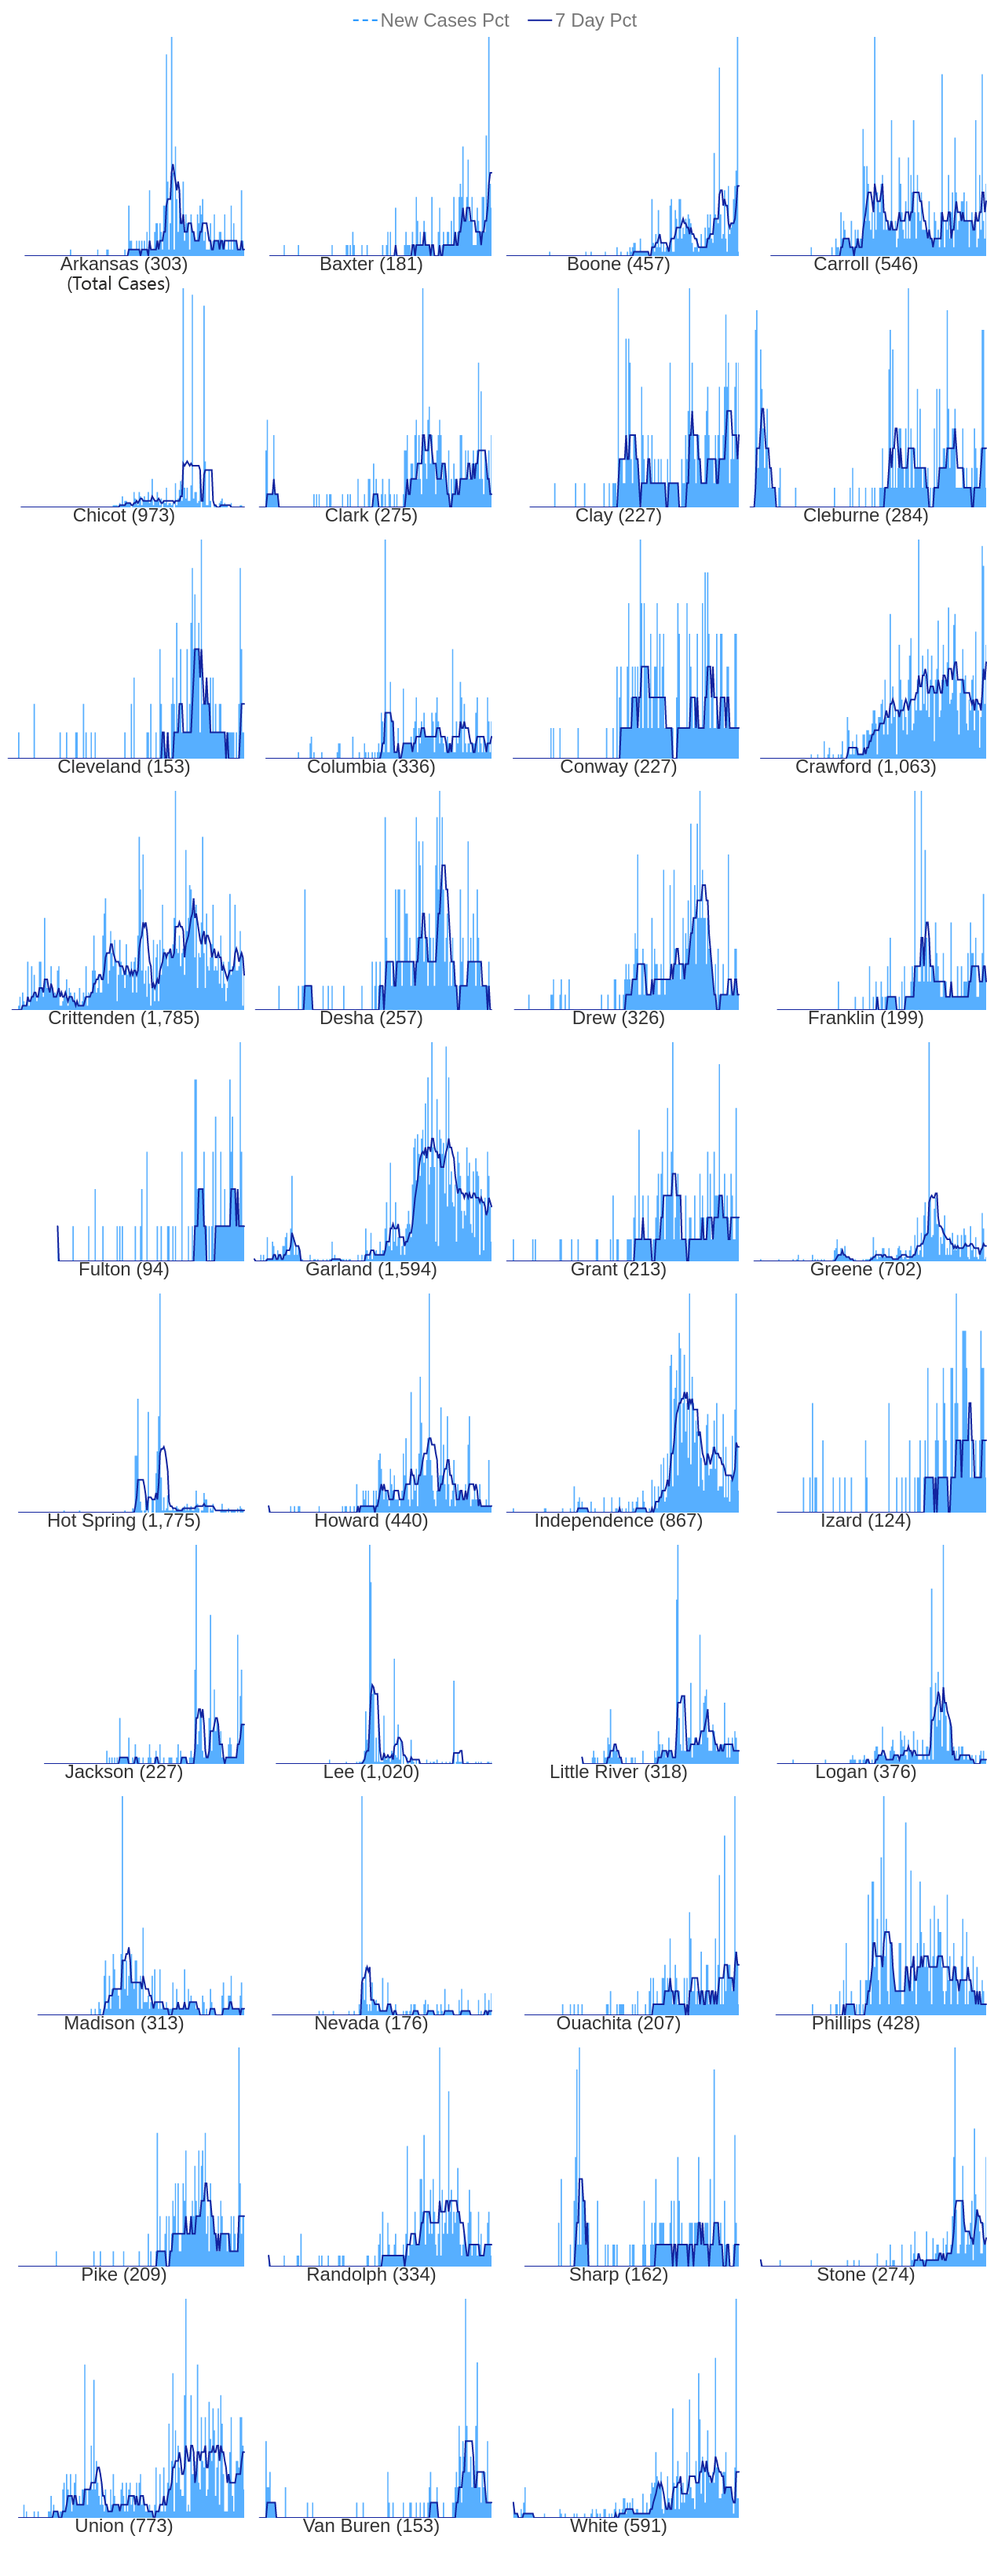 New Cases Pct 7 Day Pct
Arkansas (303) Baxter (181) Boone (457) Carroll (546)
(Total Cases)
Chicot (973) Clark (275) Clay (227) Cleburne (284)
Cleveland (153) Columbia (336) Conway (227) Crawford (1,063)
Crittenden (1,785) Desha (257) Drew (326) Franklin (199)
Fulton (94) Garland (1,594) Grant (213) Greene (702)
Hot Spring (1,775) Howard (440) Independence (867) Izard (124)
Jackson (227) Lee (1,020) Little River (318) Logan (376)
Madison (313) Nevada (176) Ouachita (207) Phillips (428)
Pike (209) Randolph (334) Sharp (162) Stone (274)
Union (773) Van Buren (153) White (591)